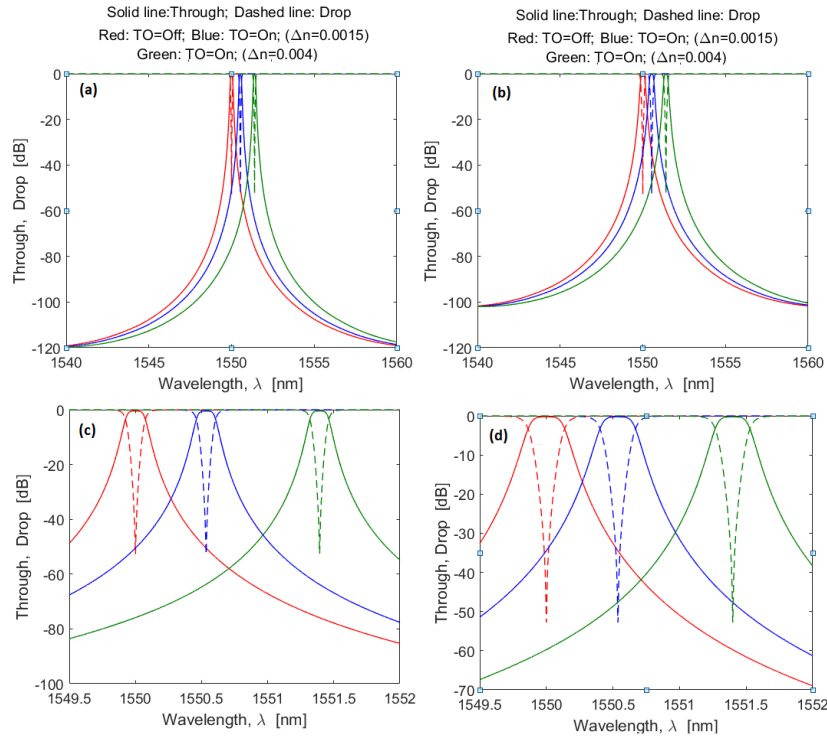 Solid line:Through; Dashed line: Drop
Red: TO=Off; Blue: TO=On; (Δn=0.0015)
Green: TO=On; (Δn=0.004)
(a)
0
-20
-40
-60
-80
-100
-120
Through, Drop [dB]
1540
1545
1550
1555
1560
Wavelength, λ [nm]
Solid line:Through; Dashed line: Drop
Red: TO=Off; Blue: TO=On; (Δn=0.0015)
Green: TO=On; (Δn=0.004)
(b)
0
-20
-40
-60
-80
-100
-120
Through, Drop [dB]
1540
1545
1550
1555
1560
Wavelength, λ [nm]
(c)
0
-20
-40
-60
-80
-100
Through, Drop [dB]
1549.5
1550
1550.5
1551
1551.5
1552
Wavelength, λ [nm]
(d)
0
-10
-20
-30
-40
-50
-60
-70
Through, Drop [dB]
1549.5
1550
1550.5
1551
1551.5
1552
Wavelength, λ [nm]